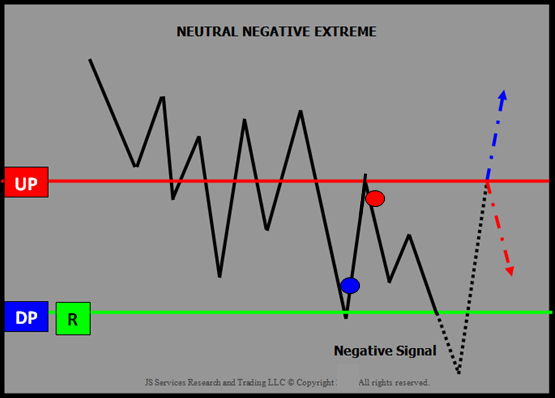 NEUTRAL NEGATIVE EXTREME
UP
DP R
Negative Signal
JS Services Research and Trading LLC © Copyright All rights reserved.